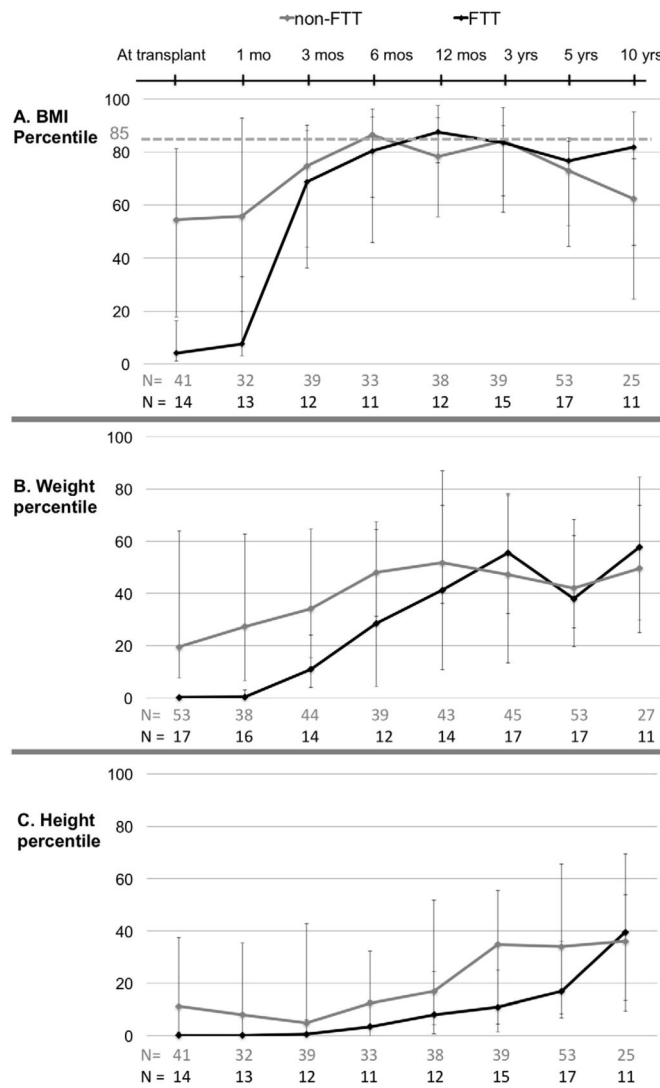 non-FTT FTT
At transplant 1 mo 3 mos 6 mos 12 mos 3 yrs 5 yrs 10 yrs
A. BMI
Percentile
100
85
80
60
40
20
0
N= 41 32 39 33 38 39 53 25
N = 14 13 12 11 12 15 17 11
B. Weight
percentile
100
80
60
40
20
0
N= 53 38 44 39 43 45 53 27
N = 17 16 14 12 14 17 17 11
C. Height
percentile
100
80
60
40
20
0
N= 41 32 39 33 38 39 53 25
N = 14 13 12 11 12 15 17 11